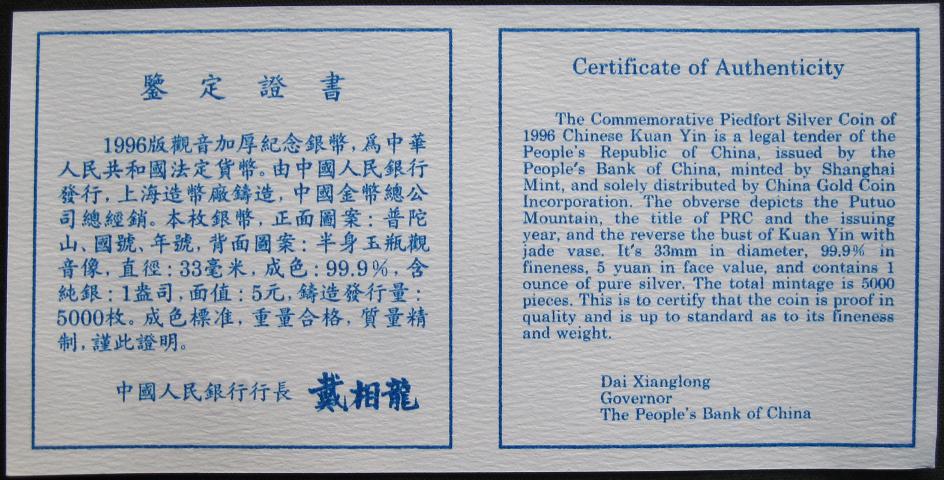 鑒定證書
1996版觀音加厚紀念銀幣，爲中華
人民共和國法定貨幣。由中國人民銀行
發行，上海造幣廠鑄造，中國金幣總公
司總經銷。本枚銀幣，正面圖案：普陀
山、國號、年號，背面圖案：半身玉瓶觀
音像，直徑：33毫米，成色：99.9%，含
純銀：1盎司，面值：5元，鑄造發行量：
5000枚。成色標准，重量合格，質量精
制，謹此證明。
中國人民銀行行長 戴相龍
Certificate of Authenticity
The Commemorative Piedfort Silver Coin of
1996 Chinese Kuan Yin is a legal tender of the
People's Republic of China, issued by the
People's Bank of China, minted by Shanghai
Mint, and solely distributed by China Gold Coin
Incorporation. The obverse depicts the Putuo
Mountain, the title of PRC and the issuing
year, and the reverse the bust of Kuan Yin with
jade vase. It's 33mm in diameter, 99.9% in
fineness, 5 yuan in face value, and contains 1
ounce of pure silver. The total mintage is 5000
pieces. This is to certify that the coin is proof in
quality and is up to standard as to its fineness
and weight.
Dai Xianglong
Governor
The People's Bank of China